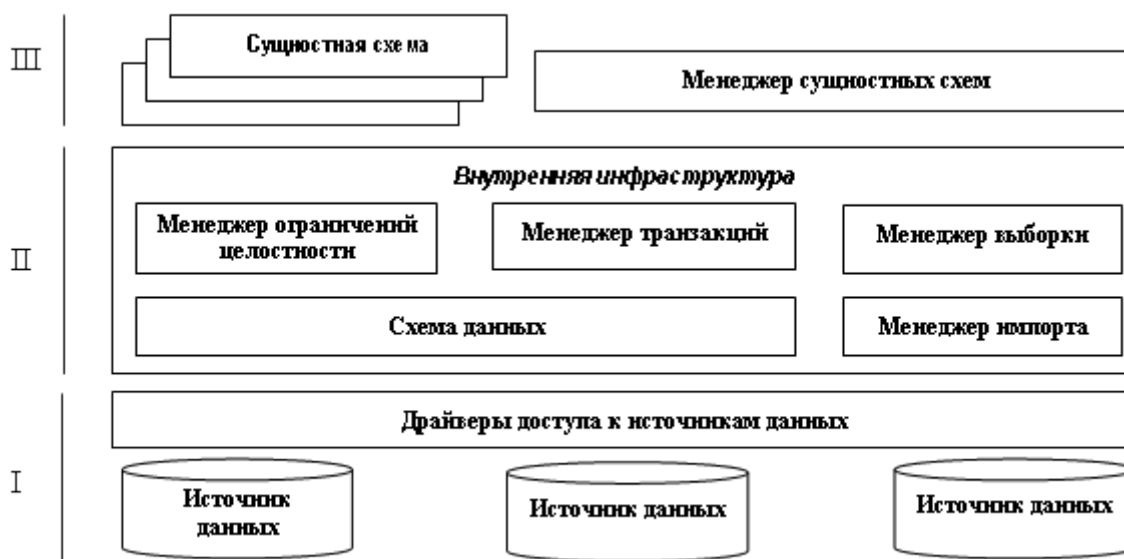 III
Сущностная схема
Менеджер сущностных схем
II
Внутренняя инфраструктура
Менеджер ограничений
целостности
Менеджер транзакций
Менеджер выборки
Схема данных
Менеджер импорта
I
Драйверы доступа к источникам данных
Источник
данных
Источник данных
Источник данных